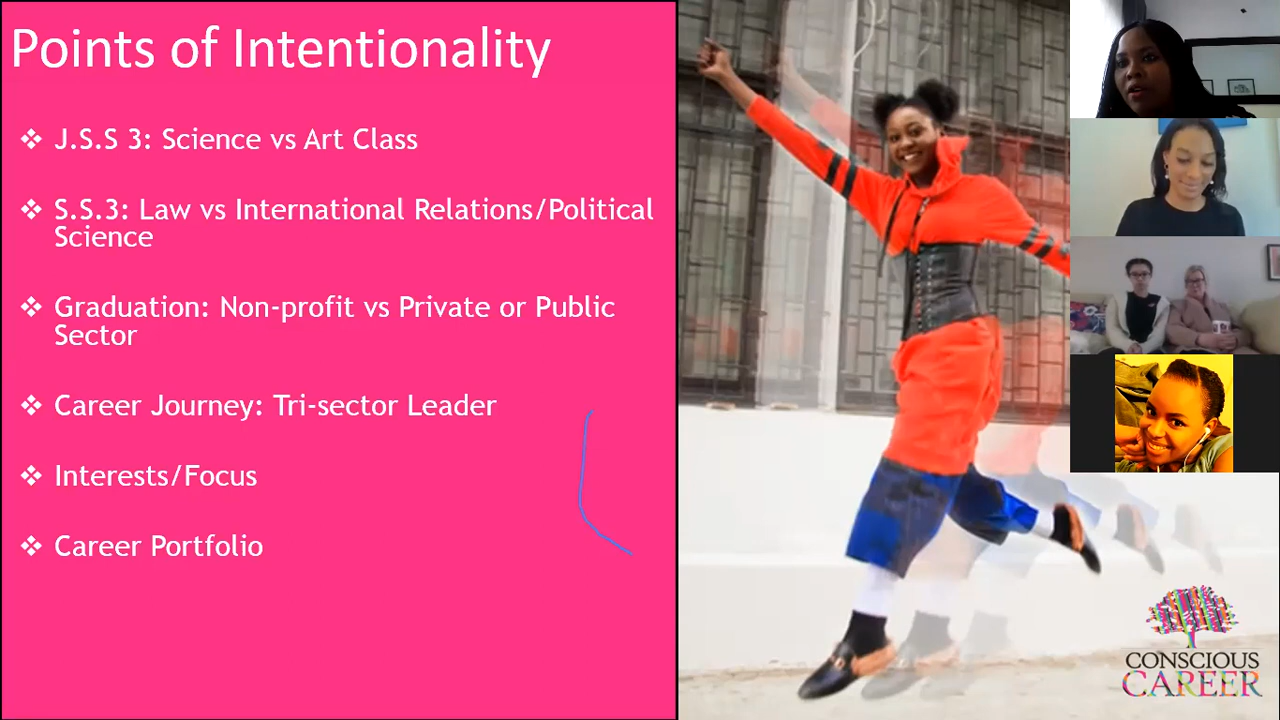 Points of Intentionality
❖ J.S.S 3: Science vs Art Class
❖ S.S.3: Law vs International Relations/Political
Science
❖ Graduation: Non-profit vs Private or Public
Sector
❖ Career Journey: Tri-sector Leader
❖ Interests/Focus
❖ Career Portfolio
CONSCIOUS
CAREER